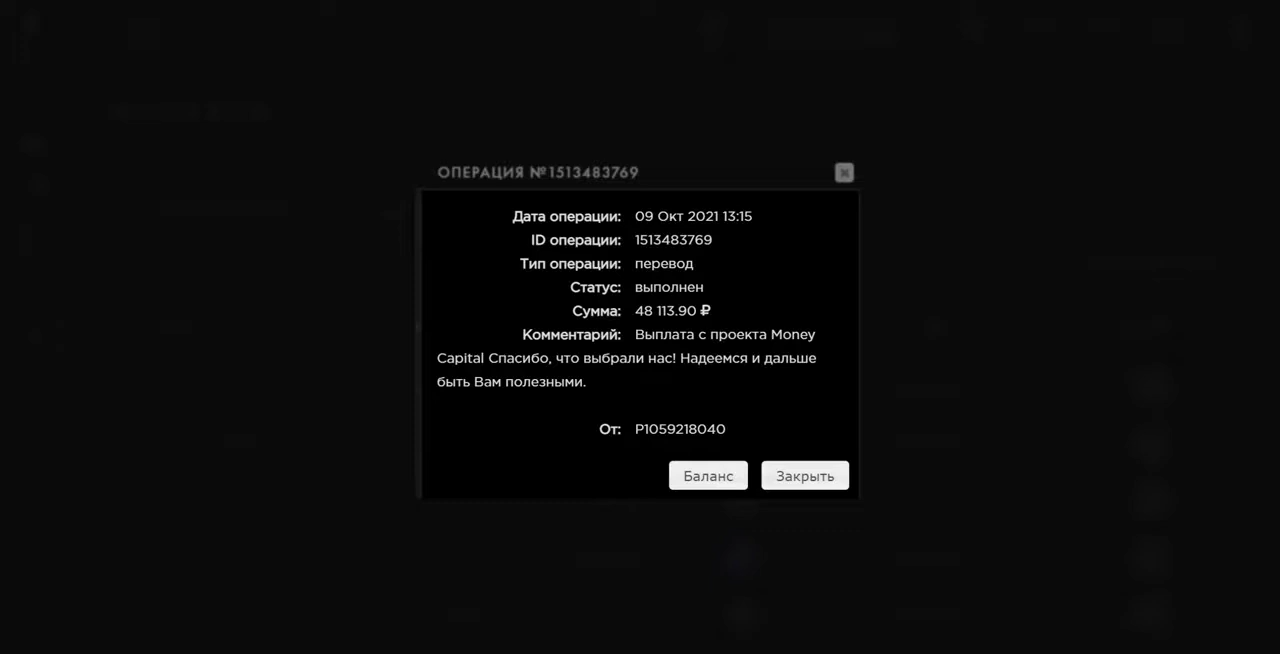 ОПЕРАЦИЯ №1513483769
Дата операции: 09 Окт 2021 13:15
ID операции: 1513483769
Тип операции: перевод
Статус: выполнен
Сумма: 48 113.90 ₽
Комментарий: Выплата с проекта Money
Capital Спасибо, что выбрали нас! Надеемся и дальше
быть Вам полезными.
От: P1059218040
Баланс Закрыть